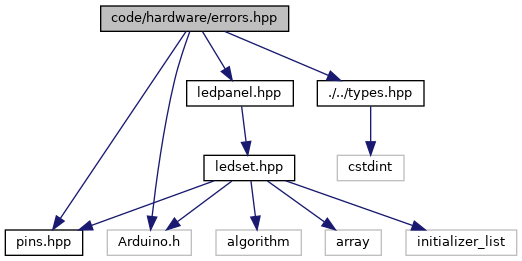 code/hardware/errors.hpp
ledpanel.hpp
./../types.hpp
ledset.hpp
cstdint
pins.hpp
Arduino.h
algorithm
array
initializer_list